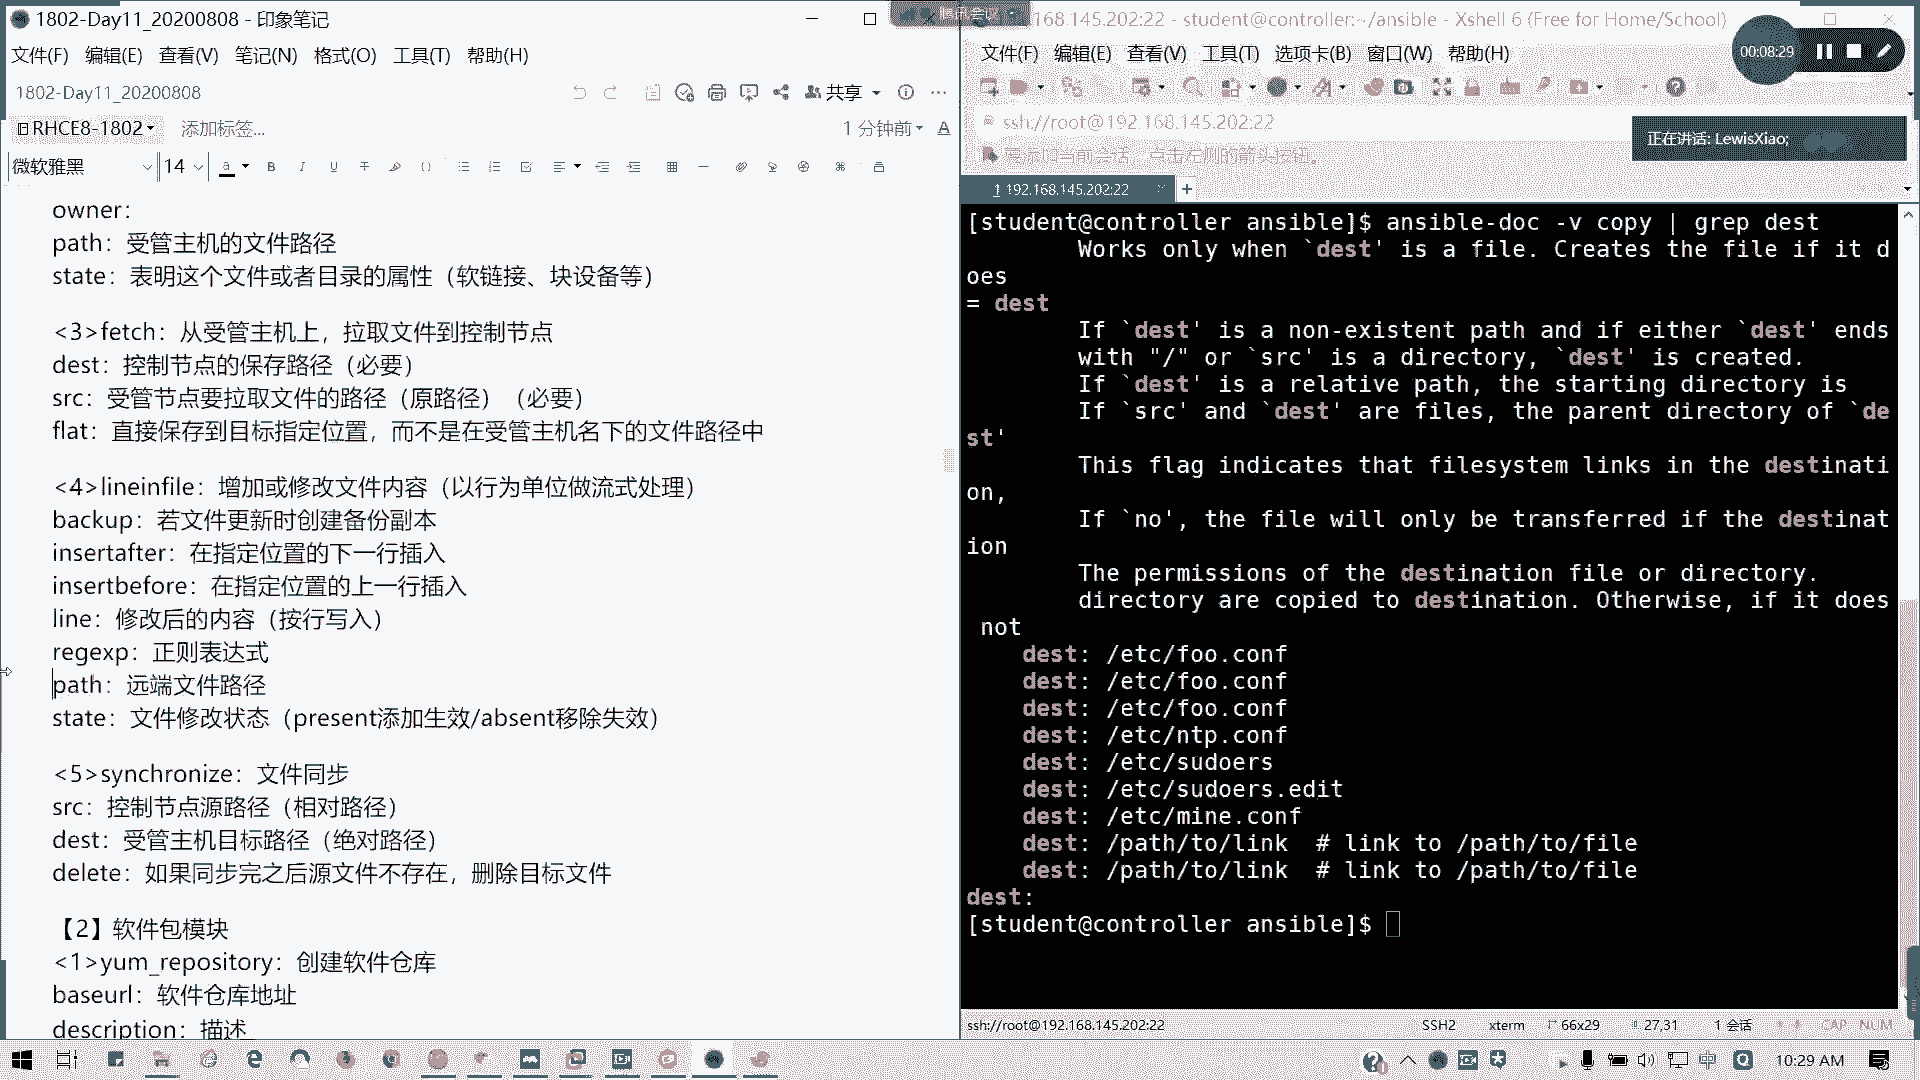 1802-Day11_20200808 - 印象笔记
文件(F) 编辑(E) 查看(V) 笔记(N) 格式(O) 工具(T) 帮助(H)
1802-Day11_20200808
共享
RHCE8-1802
添加标签...
1 分钟前
微软雅黑
14
owner：
path：受管主机的文件路径
state：表明这个文件或者目录的属性（软链接、块设备等）
<3>fetch：从受管主机上，拉取文件到控制节点
dest：控制节点的保存路径（必要）
src：受管节点要拉取文件的路径（原路径）（必要）
flat：直接保存到目标指定位置，而不是在受管主机名下的文件路径中
<4>lineinfile：增加或修改文件内容（以行为单位做流式处理）
backup：若文件更新时创建备份副本
insertafter：在指定位置的下一行插入
insertbefore：在指定位置的上一行插入
line：修改后的内容（按行写入）
regexp：正则表达式
path：远端文件路径
state：文件修改状态（present添加生效/absent移除失效）
<5>synchronize：文件同步
src：控制节点源路径（相对路径）
dest：受管主机目标路径（绝对路径）
delete：如果同步完之后源文件不存在，删除目标文件
【2】软件包模块
<1>yum_repository：创建软件仓库
baseurl：软件仓库地址
description：描述
腾讯会议
168.145.202:22 - student@controller:~/ansible - Xshell 6 (Free for Home/School)
文件(F) 编辑(E) 查看(V) 工具(T) 选项卡(B) 窗口(W) 帮助(H)
00:08:29
ssh://root@192.168.145.202:22
正在讲话: LewisXiao;
要添加当前会话，点击左侧的箭头按钮。
1 192.168.145.202:22
[student@controller ansible]$ ansible-doc -v copy | grep dest
Works only when `dest' is a file. Creates the file if it d
oes
= dest
If `dest' is a non-existent path and if either `dest' ends
with "/" or `src' is a directory, `dest' is created.
If `dest' is a relative path, the starting directory is
If `src' and `dest' are files, the parent directory of `de
st'
This flag indicates that filesystem links in the destinati
on,
If `no', the file will only be transferred if the destinat
ion
The permissions of the destination file or directory.
directory are copied to destination. Otherwise, if it does
not
dest: /etc/foo.conf
dest: /etc/foo.conf
dest: /etc/foo.conf
dest: /etc/ntp.conf
dest: /etc/sudoers
dest: /etc/sudoers.edit
dest: /etc/mine.conf
dest: /path/to/link  # link to /path/to/file
dest: /path/to/link  # link to /path/to/file
dest:
[student@controller ansible]$
ssh://root@192.168.145.202:22 SSH2 xterm 66x29 27,31 1 会话 CAP NUM
中
10:29 AM